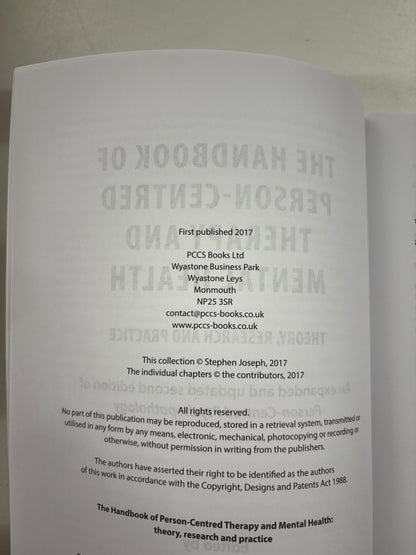 First published 2017
PCCS Books Ltd
Wyastone Business Park
Wyastone Leys
Monmouth
NP25 3SR
contact@pccs-books.co.uk
www.pccs-books.co.uk
This collection © Stephen Joseph, 2017
The individual chapters © the contributors, 2017
All rights reserved.
No part of this publication may be reproduced, stored in a retrieval system, transmitted or
utilised in any form by any means, electronic, mechanical, photocopying or recording or
otherwise, without permission in writing from the publishers.
The authors have asserted their right to be identified as the authors
of this work in accordance with the Copyright, Designs and Patents Act 1988.
The Handbook of Person-Centred Therapy and Mental Health:
theory, research and practice